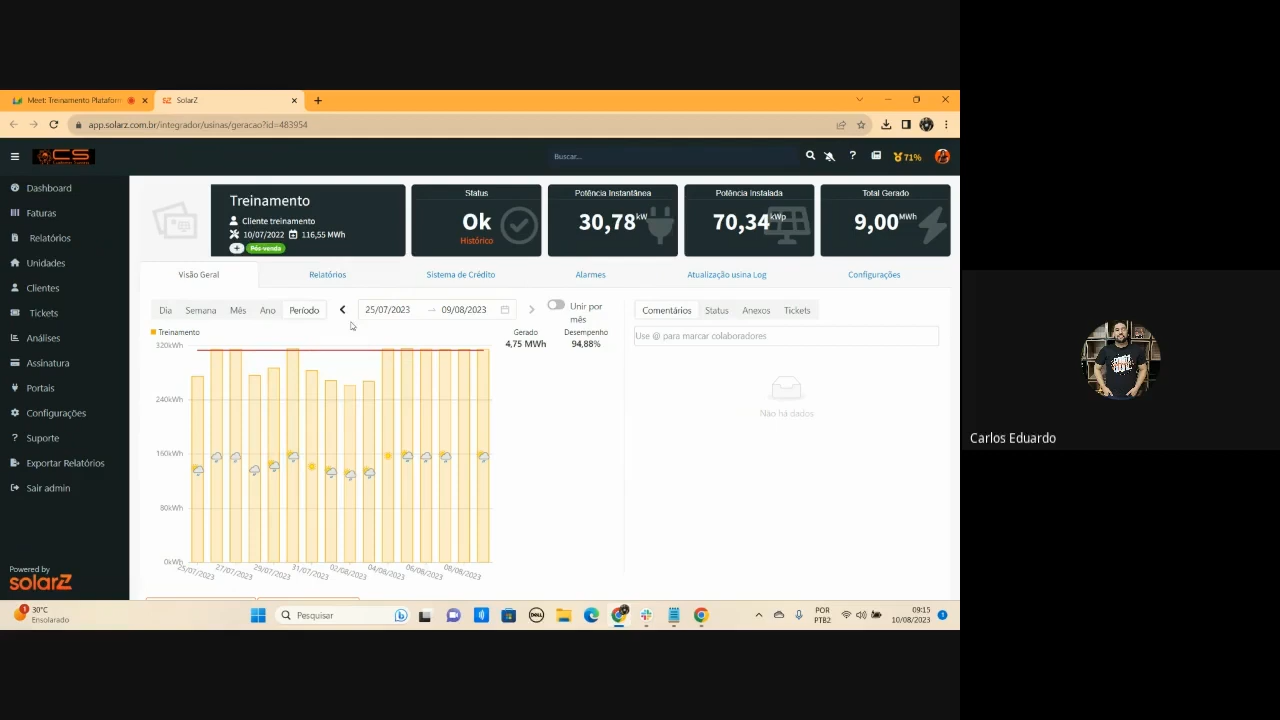 Meet: Treinamento Plataform
SolarZ
app.solarz.com.br/integrador/usinas/geracao?id=483954
CS
Buscar...
71%
Dashboard
Faturas
Relatórios
Unidades
Clientes
Tickets
Análises
Assinatura
Portais
Configurações
Suporte
Exportar Relatórios
Sair admin
Powered by
solarZ
Treinamento
Cliente treinamento
10/07/2022 116,55 MWh
+ Pós-venda
Status
Ok
Histórico
Potência Instantânea
30,78 kW
Potência Instalada
70,34 kWp
Total Gerado
9,00 MWh
Visão Geral
Relatórios
Sistema de Crédito
Alarmes
Atualização usina Log
Configurações
Dia Semana Mês Ano Período
25/07/2023 → 09/08/2023
Unir por
mês
Treinamento
Gerado
4,75 MWh
Desempenho
94,88%
320kWh
240kWh
160kWh
80kWh
0kWh
25/07/2023
27/07/2023
29/07/2023
31/07/2023
02/08/2023
04/08/2023
06/08/2023
08/08/2023
Comentários Status Anexos Tickets
Use @ para marcar colaboradores
Não há dados
Carlos Eduardo
1
30°C
Ensolarado
Pesquisar
POR
PTB2
09:15
10/08/2023
1